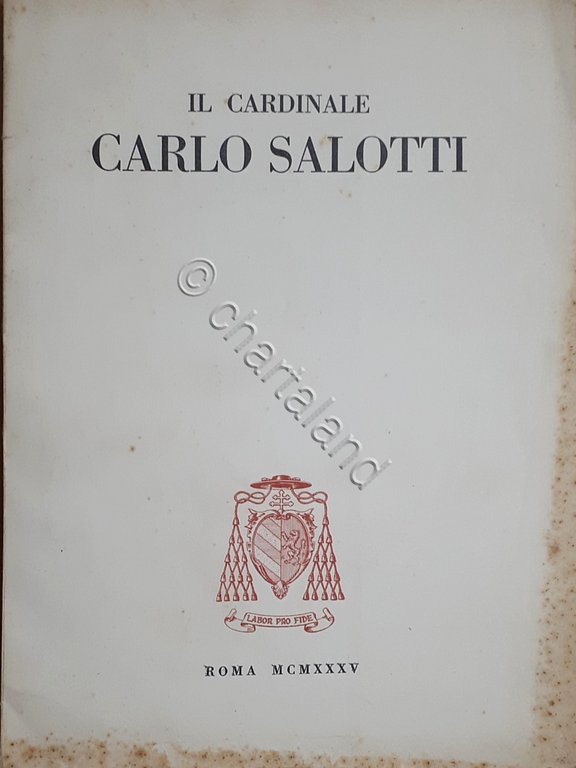 IL CARDINALE
CARLO SALOTTI
© chartaland
LABOR PRO FIDE
ROMA MCMXXXV